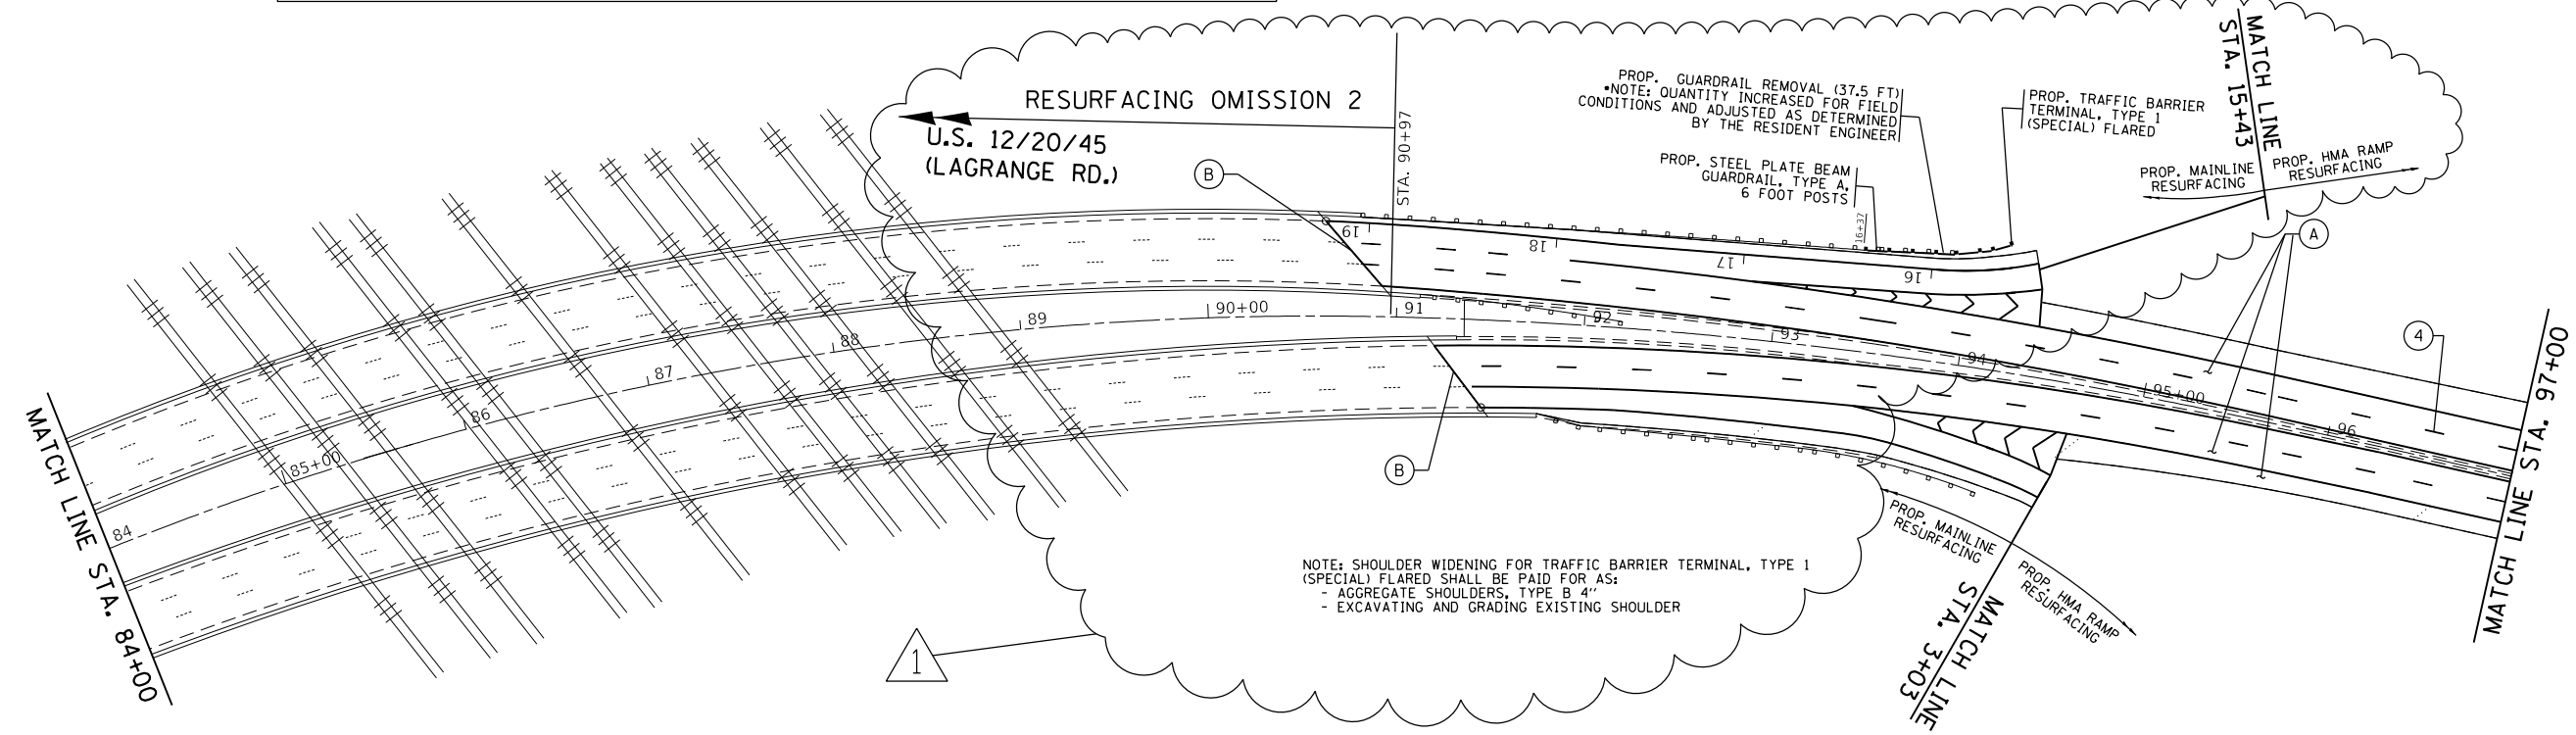 RESURFACING OMISSION 2
U.S. 12/20/45
(LAGRANGE RD.)
STA. 90+97
B
PROP. GUARDRAIL REMOVAL (37.5 FT)
*NOTE: QUANTITY INCREASED FOR FIELD
CONDITIONS AND ADJUSTED AS DETERMINED
BY THE RESIDENT ENGINEER
PROP. STEEL PLATE BEAM
GUARDRAIL, TYPE A,
6 FOOT POSTS
16+37
PROP. TRAFFIC BARRIER
TERMINAL, TYPE 1
(SPECIAL) FLARED
MATCH LINE
STA. 15+43
PROP. MAINLINE
RESURFACING
PROP. HMA RAMP
RESURFACING
A
4
19
18
17
16
MATCH LINE STA. 84+00
84
85+00
86
87
88
89
90+00
91
92
93
94
95+00
96
MATCH LINE STA. 97+00
B
PROP. MAINLINE
RESURFACING
PROP. HMA RAMP
RESURFACING
MATCH LINE
STA. 3+03
NOTE: SHOULDER WIDENING FOR TRAFFIC BARRIER TERMINAL, TYPE 1
(SPECIAL) FLARED SHALL BE PAID FOR AS:
- AGGREGATE SHOULDERS, TYPE B 4''
- EXCAVATING AND GRADING EXISTING SHOULDER
1